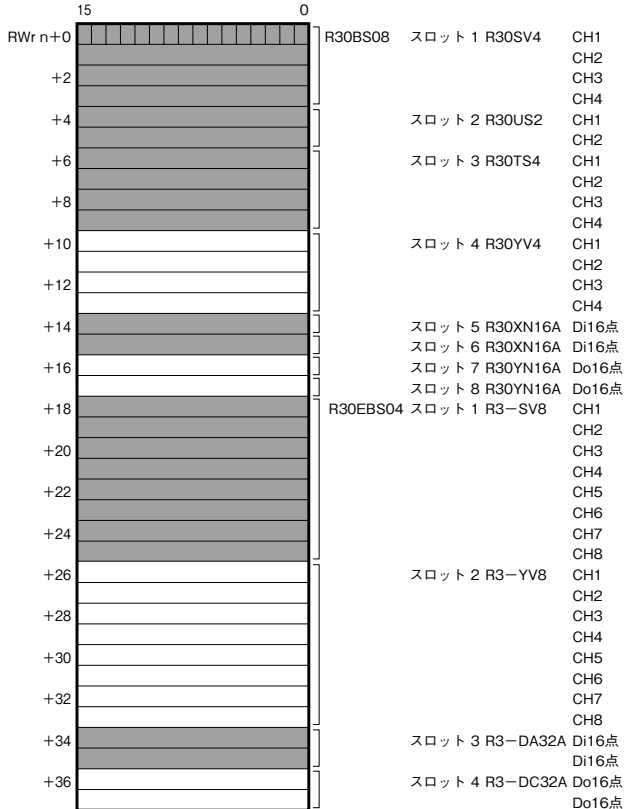 15 0
RWr n+0 R30BS08 スロット 1 R30SV4 CH1
CH2
+2 CH3
CH4
+4 スロット 2 R30US2 CH1
CH2
+6 スロット 3 R30TS4 CH1
CH2
+8 CH3
CH4
+10 スロット 4 R30YV4 CH1
CH2
+12 CH3
CH4
+14 スロット 5 R30XN16A Di16点
スロット 6 R30XN16A Di16点
+16 スロット 7 R30YN16A Do16点
スロット 8 R30YN16A Do16点
+18 R30EBS04 スロット 1 R3−SV8 CH1
CH2
+20 CH3
CH4
+22 CH5
CH6
+24 CH7
CH8
+26 スロット 2 R3−YV8 CH1
CH2
+28 CH3
CH4
+30 CH5
CH6
+32 CH7
CH8
+34 スロット 3 R3−DA32A Di16点
Di16点
+36 スロット 4 R3−DC32A Do16点
Do16点